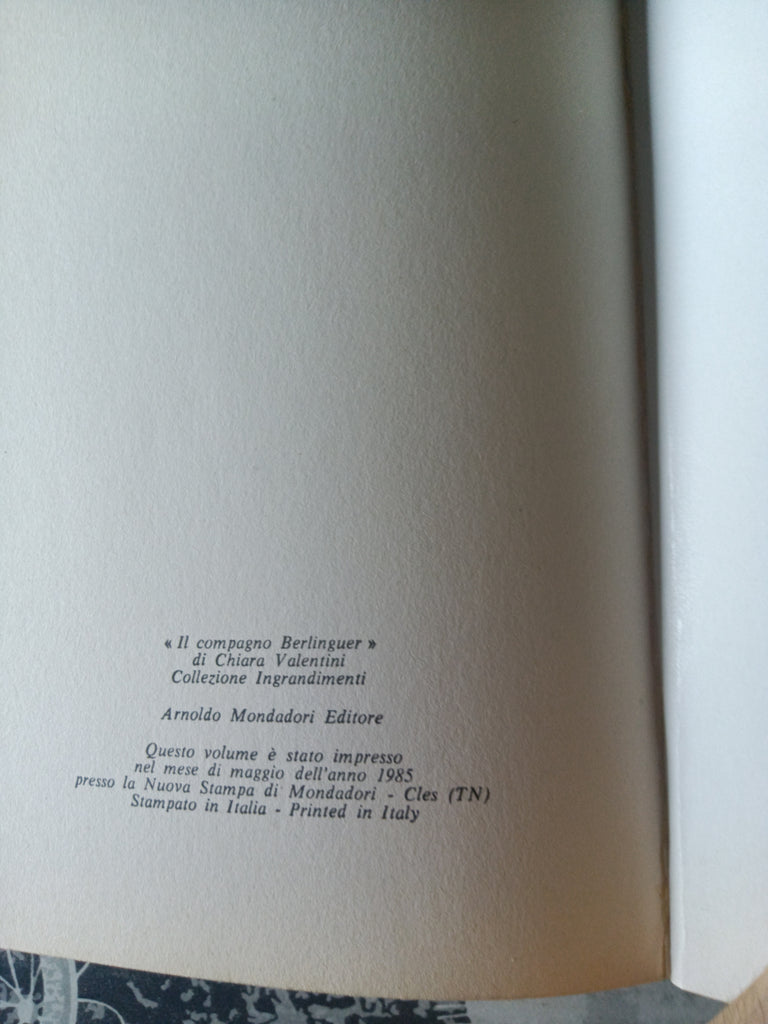 « Il compagno Berlinguer »
di Chiara Valentini
Collezione Ingrandimenti
Arnoldo Mondadori Editore
Questo volume è stato impresso
nel mese di maggio dell'anno 1985
presso la Nuova Stampa di Mondadori - Cles (TN)
Stampato in Italia - Printed in Italy